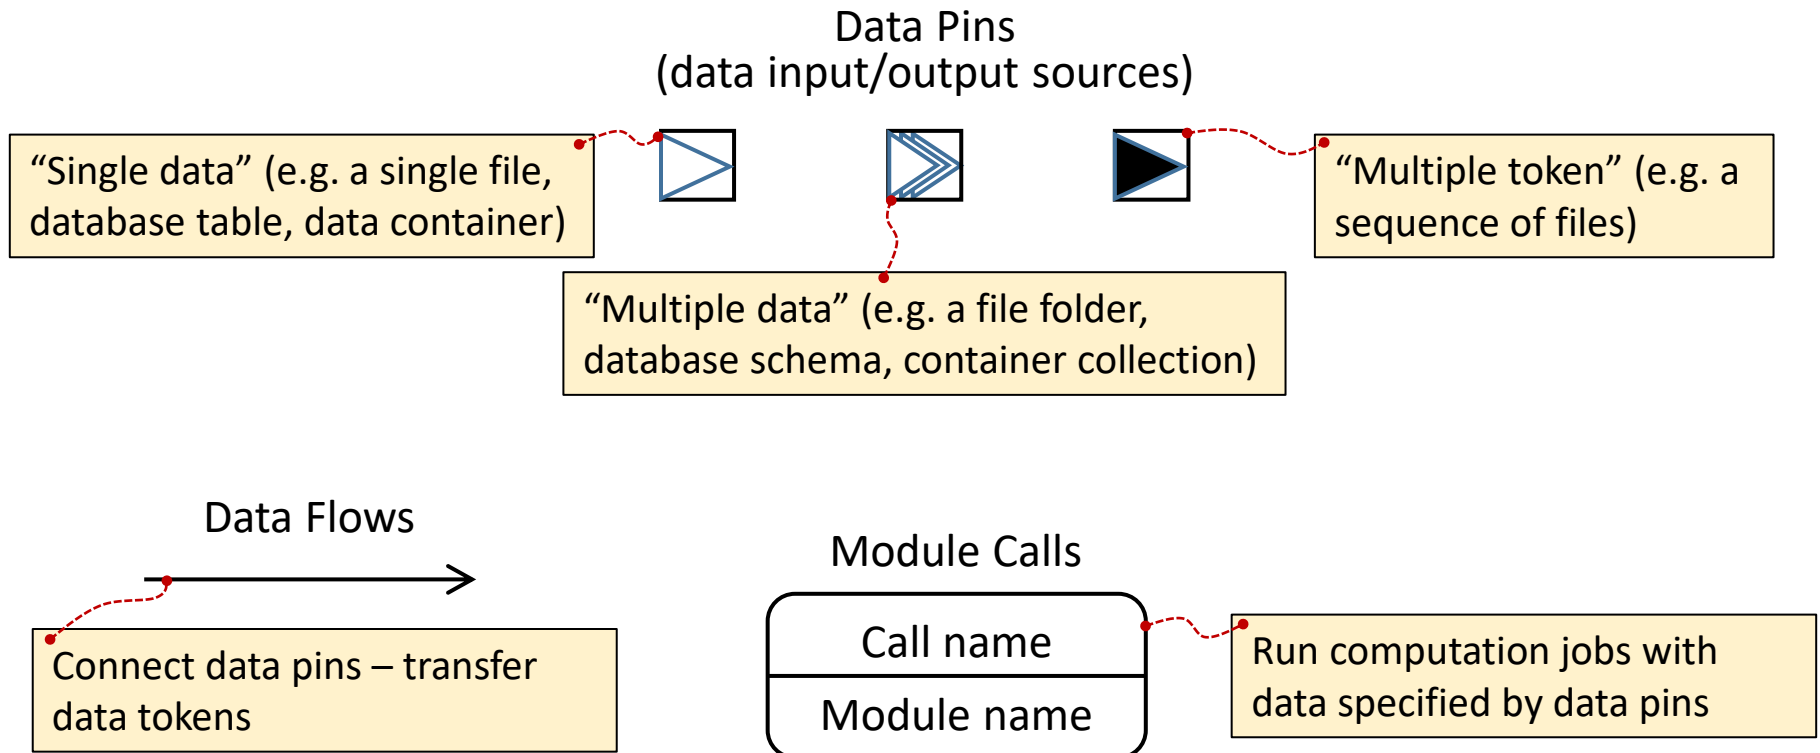 Data Pins
(data input/output sources)
“Single data” (e.g. a single file,
database table, data container)
“Multiple token” (e.g. a
sequence of files)
“Multiple data” (e.g. a file folder,
database schema, container collection)
Data Flows
Connect data pins – transfer
data tokens
Module Calls
Call name
Module name
Run computation jobs with
data specified by data pins